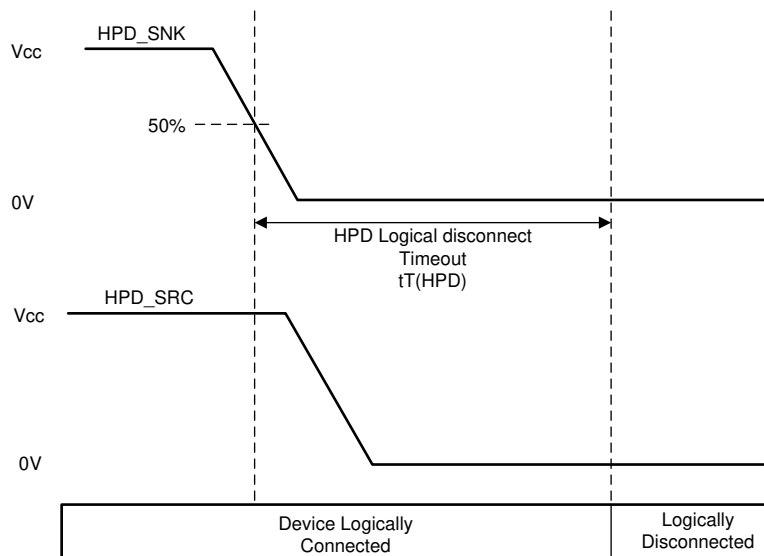 HPD_SNK
Vcc
50%
0V
HPD Logical disconnect
Timeout
tT(HPD)
HPD_SRC
Vcc
0V
Device Logically
Connected
Logically
Disconnected